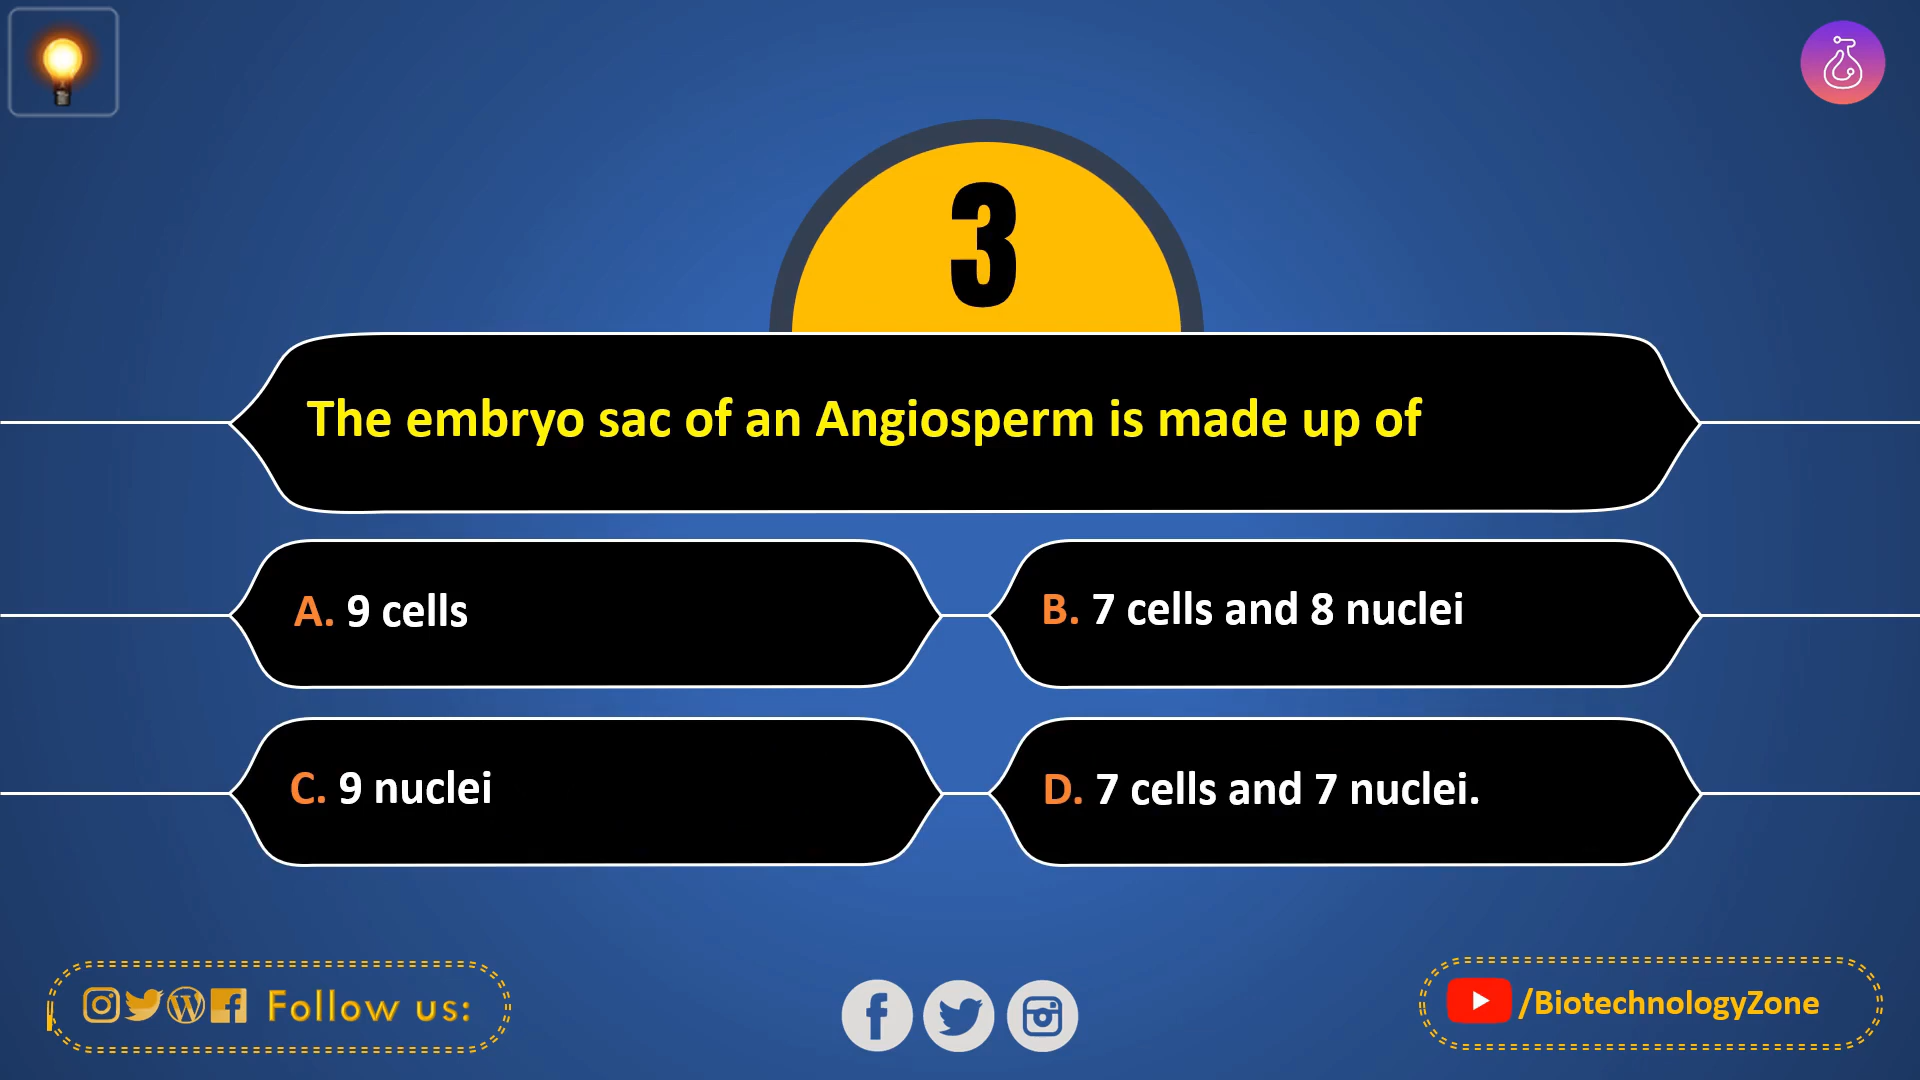 3
The embryo sac of an Angiosperm is made up of
A. 9 cells
B. 7 cells and 8 nuclei
C. 9 nuclei
D. 7 cells and 7 nuclei.
Follow us:
/BiotechnologyZone